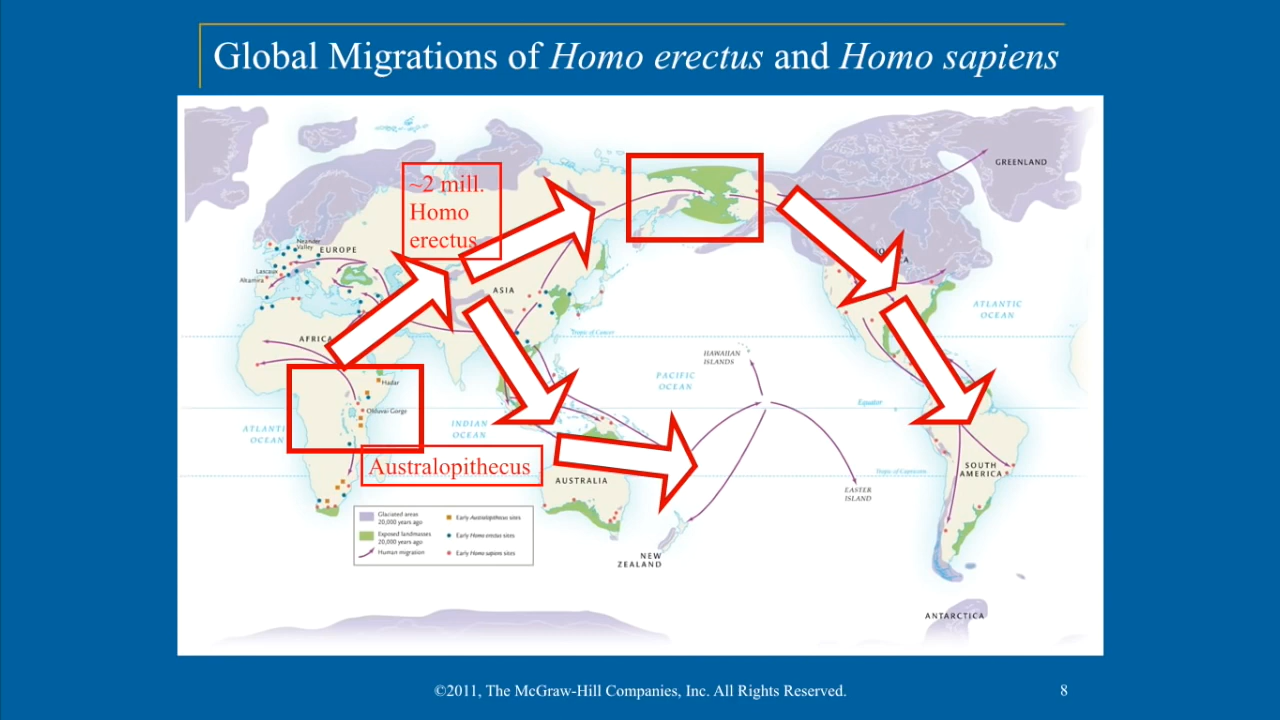 Global Migrations of Homo erectus and Homo sapiens
GREENLAND
~2 mill.
Homo
erectus
Neander
Valley
EUROPE
Lascaux
Altamira
ASIA
ATLANTIC
OCEAN
AFRICA
Tropic of Cancer
HAWAIIAN
ISLANDS
PACIFIC
OCEAN
Hadar
Olduvai Gorge
Equator
ATLANTI
OCEAN
INDIAN
OCEAN
Australopithecus
AUSTRALIA
Tropic of Capricorn
SOUTH
AMERICA
EASTER
ISLAND
Glaciated areas
20,000 years ago
Exposed landmasses
20,000 years ago
Human migration
Early Australopithecus sites
Early Homo erectus sites
Early Homo sapiens sites
NEW
ZEALAND
ANTARCTICA
©2011, The McGraw-Hill Companies, Inc. All Rights Reserved.
8